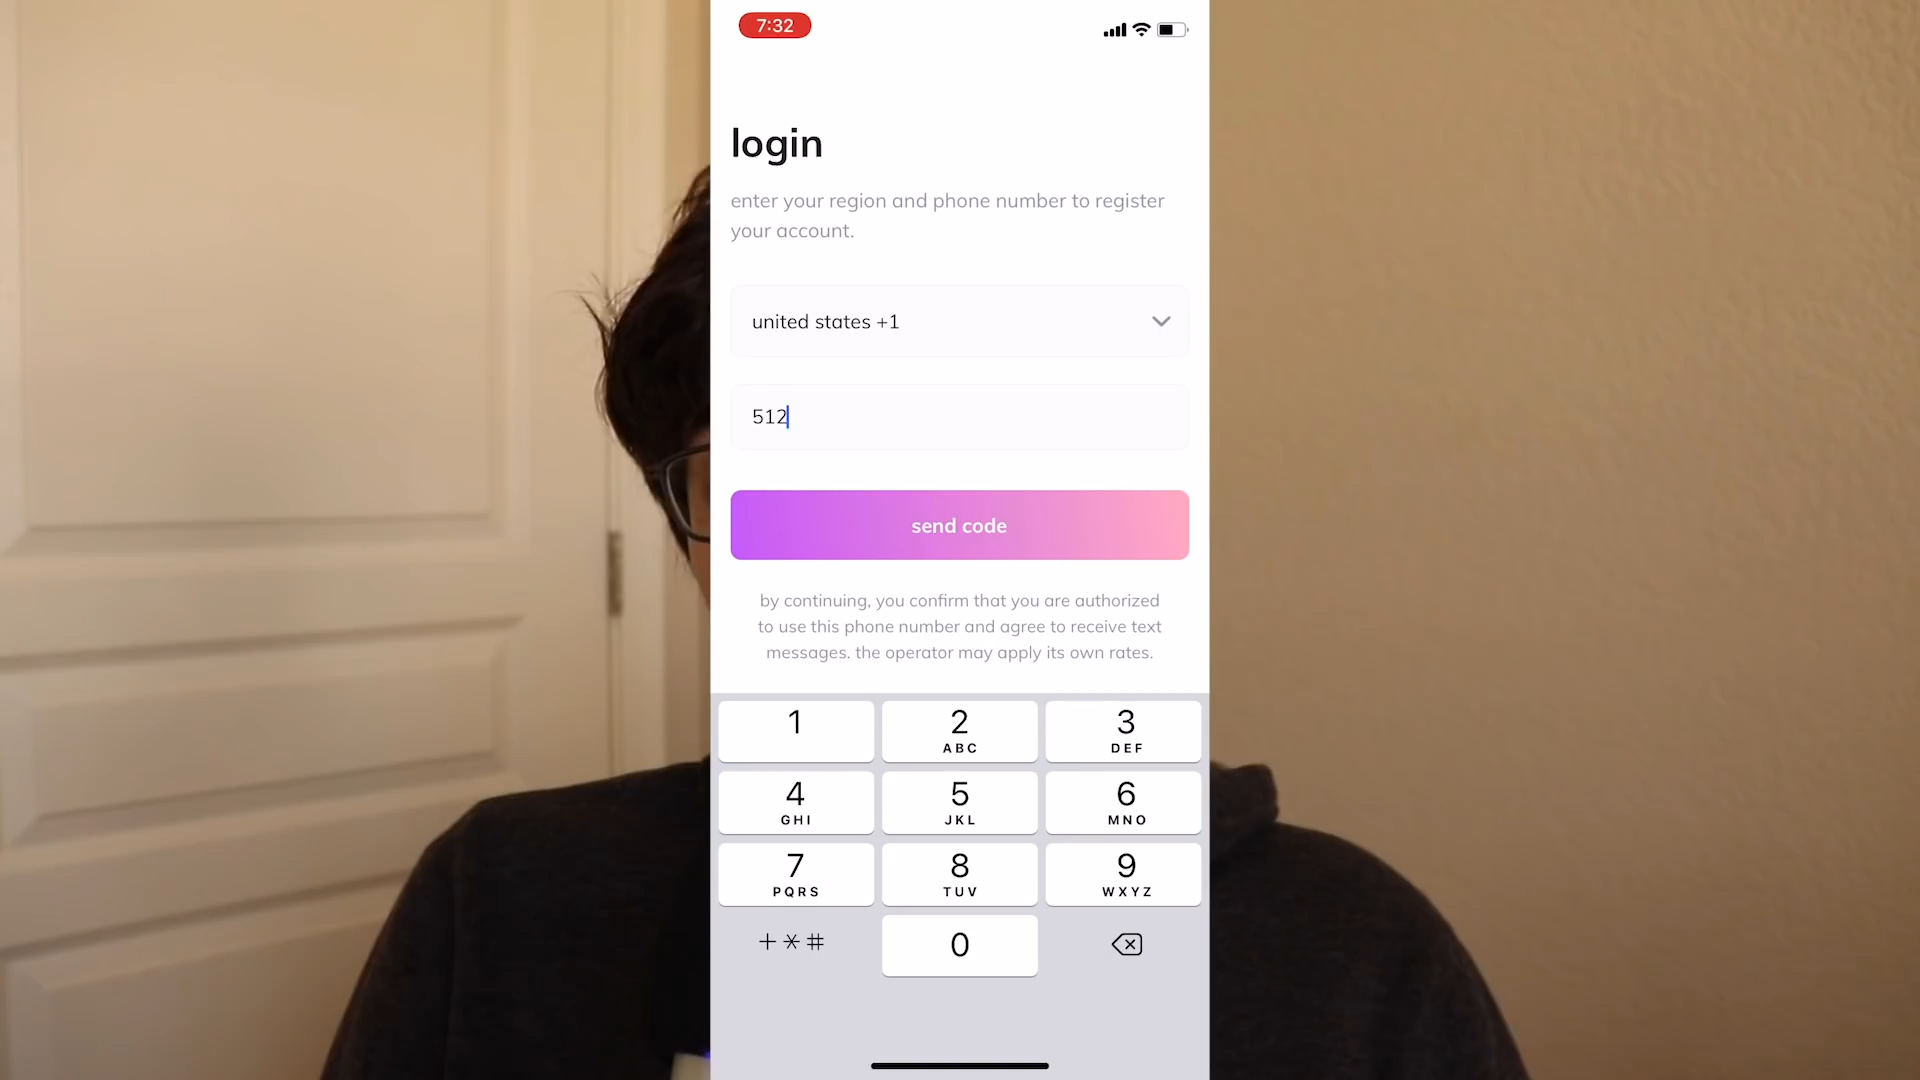 7:32
login
enter your region and phone number to register
your account.
united states +1
512
send code
by continuing, you confirm that you are authorized
to use this phone number and agree to receive text
messages. the operator may apply its own rates.
1 2 3
ABC DEF
4 5 6
GHI JKL MNO
7 8 9
PQRS TUV WXYZ
+*# 0